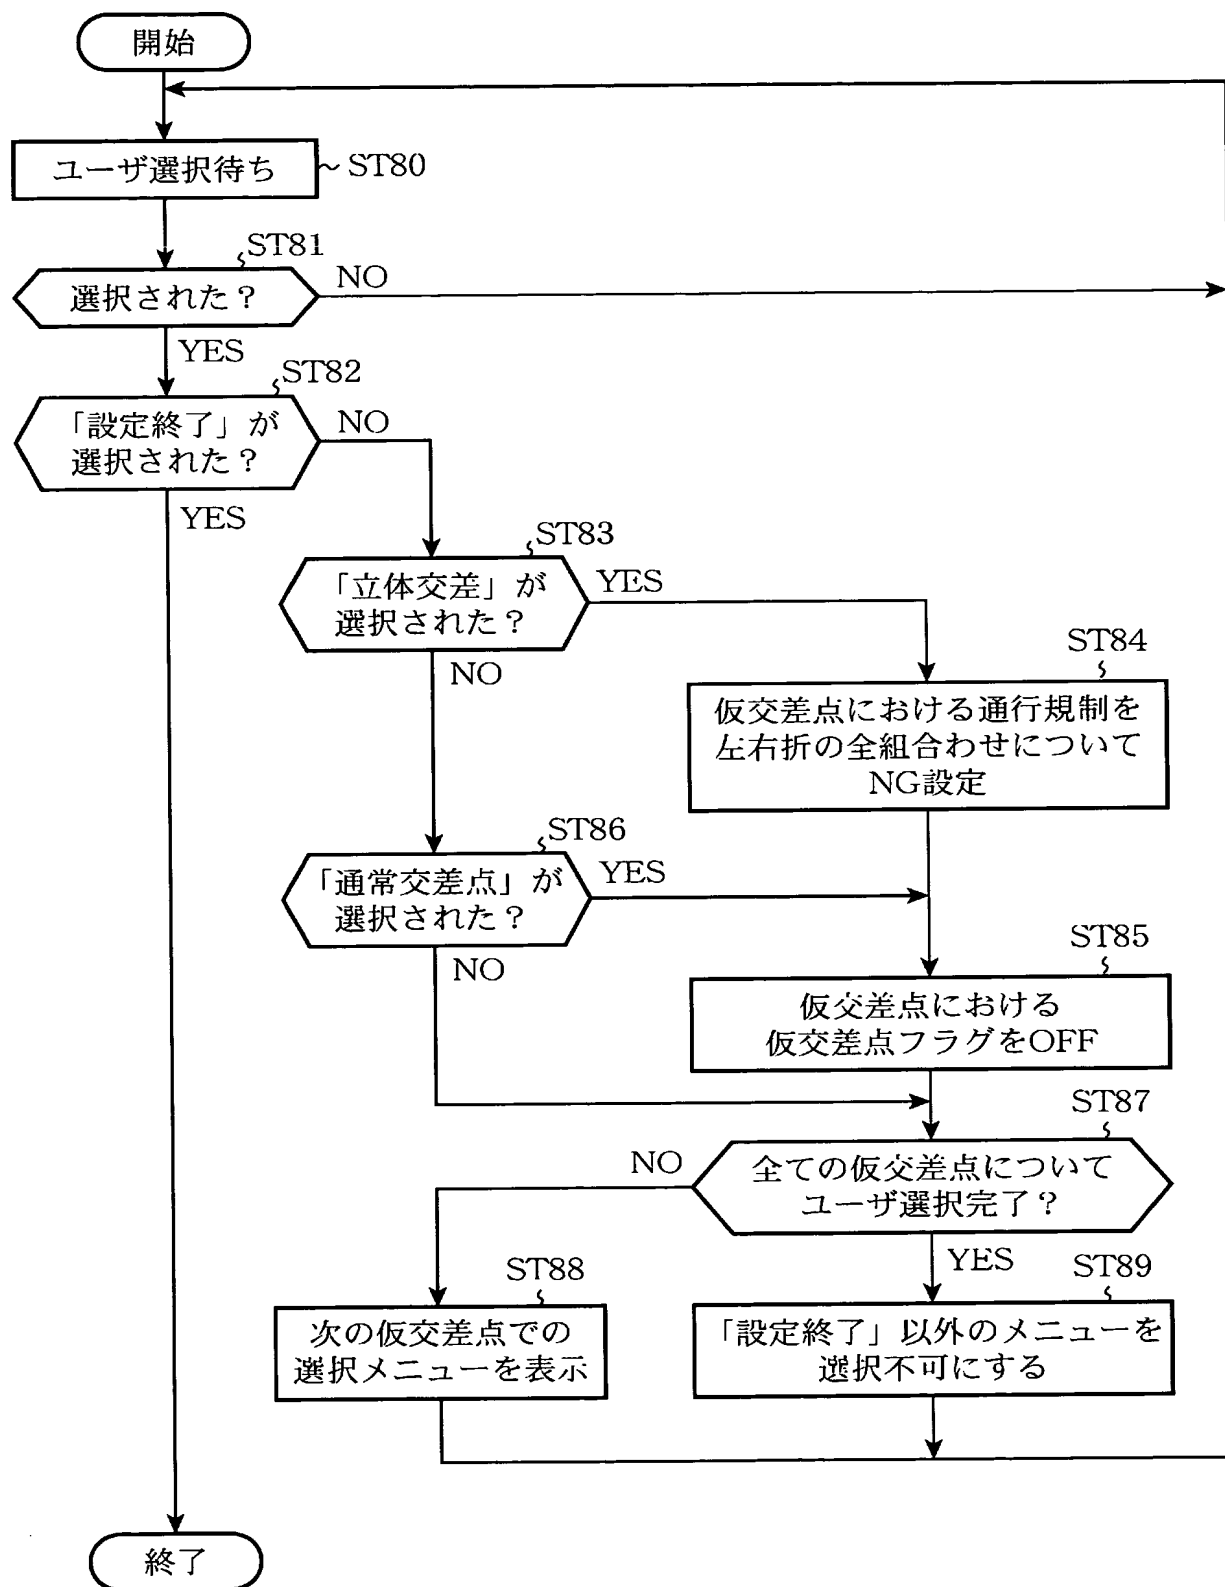 開始
ユーザ選択待ち
ST80
ST81
選択された？
NO
YES
ST82
「設定終了」が
選択された？
NO
YES
ST83
「立体交差」が
選択された？
YES
NO
ST84
仮交差点における通行規制を
左右折の全組合わせについて
NG設定
ST86
「通常交差点」が
選択された？
YES
NO
ST85
仮交差点における
仮交差点フラグをOFF
ST87
全ての仮交差点について
ユーザ選択完了？
NO
YES
ST88
次の仮交差点での
選択メニューを表示
ST89
「設定終了」以外のメニューを
選択不可にする
終了